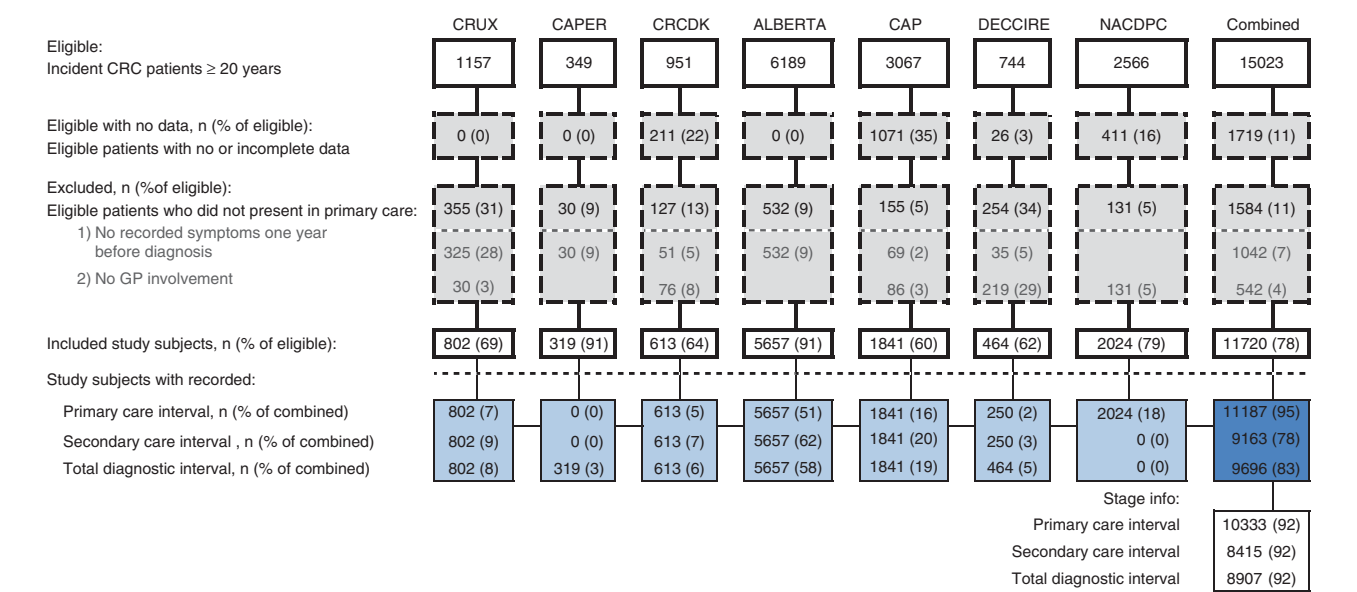 CRUX CAPER CRCDK ALBERTA CAP DECCIRE NACDPC Combined
Eligible:
Incident CRC patients ≥ 20 years 1157 349 951 6189 3067 744 2566 15023
Eligible with no data, n (% of eligible):
Eligible patients with no or incomplete data 0 (0) 0 (0) 211 (22) 0 (0) 1071 (35) 26 (3) 411 (16) 1719 (11)
Excluded, n (%of eligible):
Eligible patients who did not present in primary care: 355 (31) 30 (9) 127 (13) 532 (9) 155 (5) 254 (34) 131 (5) 1584 (11)
1) No recorded symptoms one year
before diagnosis 325 (28) 30 (9) 51 (5) 532 (9) 69 (2) 35 (5) 1042 (7)
2) No GP involvement 30 (3) 76 (8) 86 (3) 219 (29) 131 (5) 542 (4)
Included study subjects, n (% of eligible): 802 (69) 319 (91) 613 (64) 5657 (91) 1841 (60) 464 (62) 2024 (79) 11720 (78)
Study subjects with recorded:
Primary care interval, n (% of combined) 802 (7) 0 (0) 613 (5) 5657 (51) 1841 (16) 250 (2) 2024 (18) 11187 (95)
Secondary care interval , n (% of combined) 802 (9) 0 (0) 613 (7) 5657 (62) 1841 (20) 250 (3) 0 (0) 9163 (78)
Total diagnostic interval, n (% of combined) 802 (8) 319 (3) 613 (6) 5657 (58) 1841 (19) 464 (5) 0 (0) 9696 (83)
Stage info:
Primary care interval 10333 (92)
Secondary care interval 8415 (92)
Total diagnostic interval 8907 (92)